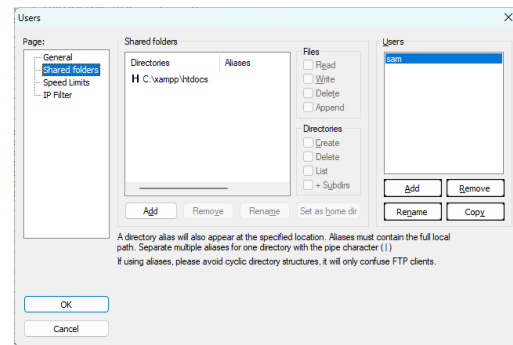 Users
Page:
General
Shared folders
Speed Limits
IP Filter
Shared folders
Directories Aliases
H C:\xampp\htdocs
Files
Read
Write
Delete
Append
Directories
Create
Delete
List
+ Subdirs
Add Remove Rename Set as home dir
Users
sam
Add Remove
Rename Copy
A directory alias will also appear at the specified location. Aliases must contain the full local
path. Separate multiple aliases for one directory with the pipe character ( | )
If using aliases, please avoid cyclic directory structures, it will only confuse FTP clients.
OK
Cancel